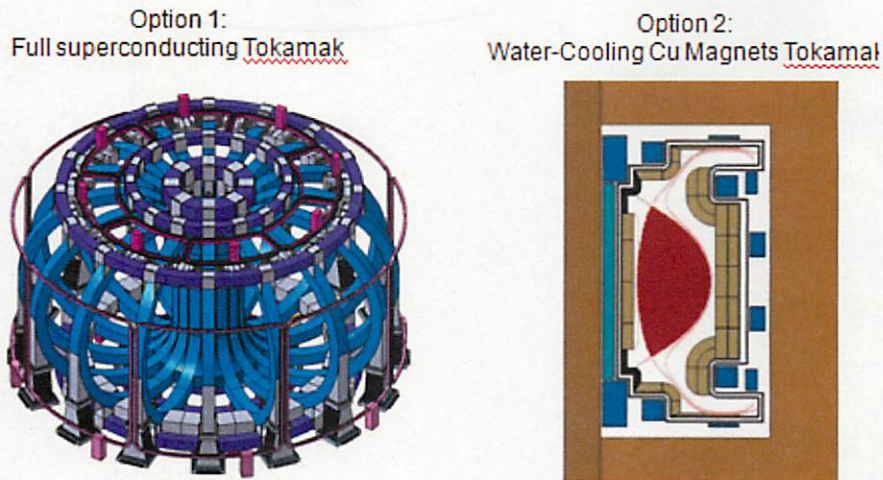 Option 1:
Full superconducting Tokamak
Option 2:
Water-Cooling Cu Magnets Tokamak